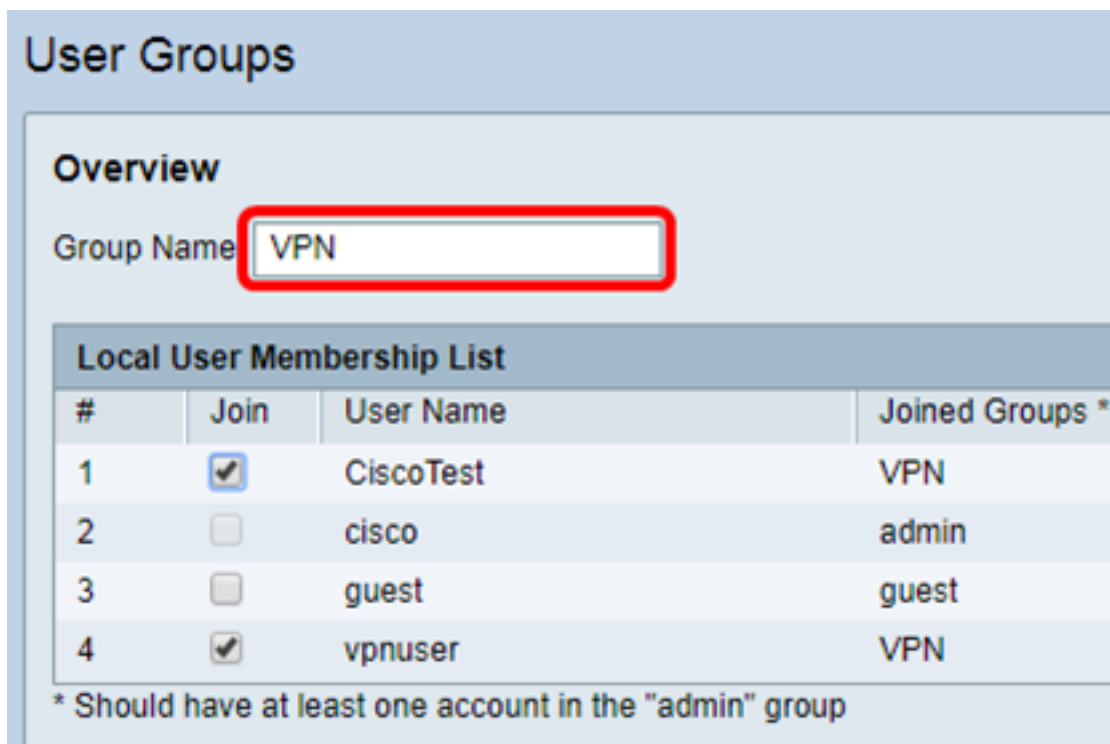 User Groups
Overview
Group Name VPN
Local User Membership List
# Join User Name Joined Groups *
1 CiscoTest VPN
2 cisco admin
3 guest guest
4 vpnuser VPN
* Should have at least one account in the "admin" group